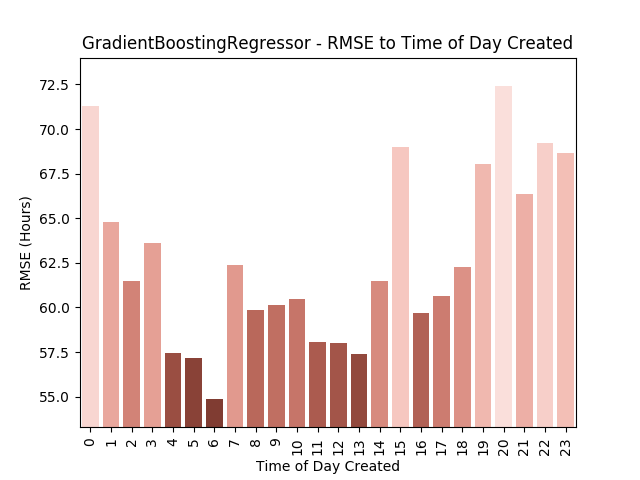 GradientBoostingRegressor - RMSE to Time of Day Created
72.5
70.0
67.5
65.0
62.5
60.0
57.5
55.0
RMSE (Hours)
0 1 2 3 4 5 6 7 8 9 10 11 12 13 14 15 16 17 18 19 20 21 22 23
Time of Day Created